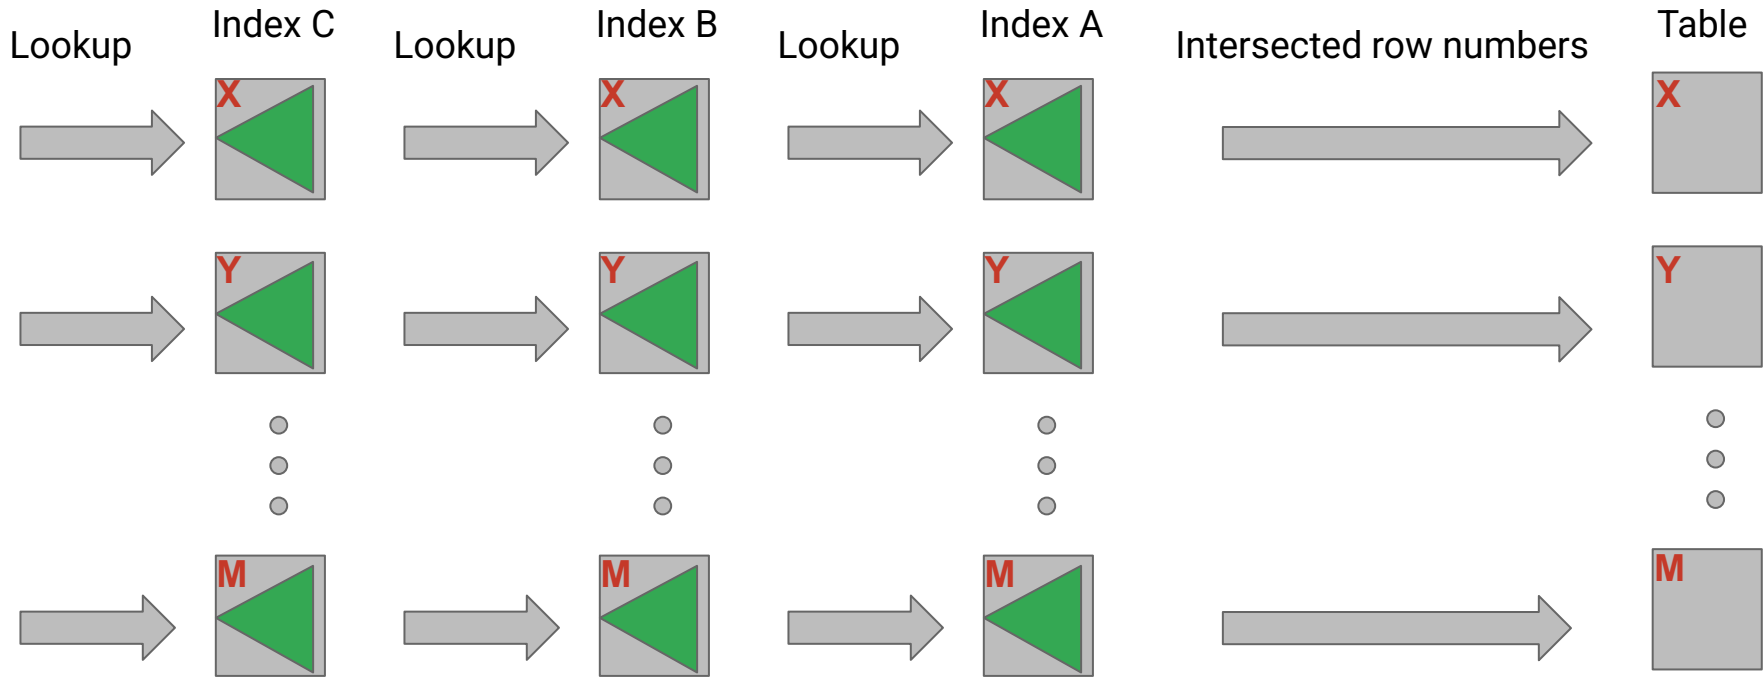 Lookup Index C Lookup Index B Lookup Index A Intersected row numbers Table
X X X X
Y Y Y Y
M M M M